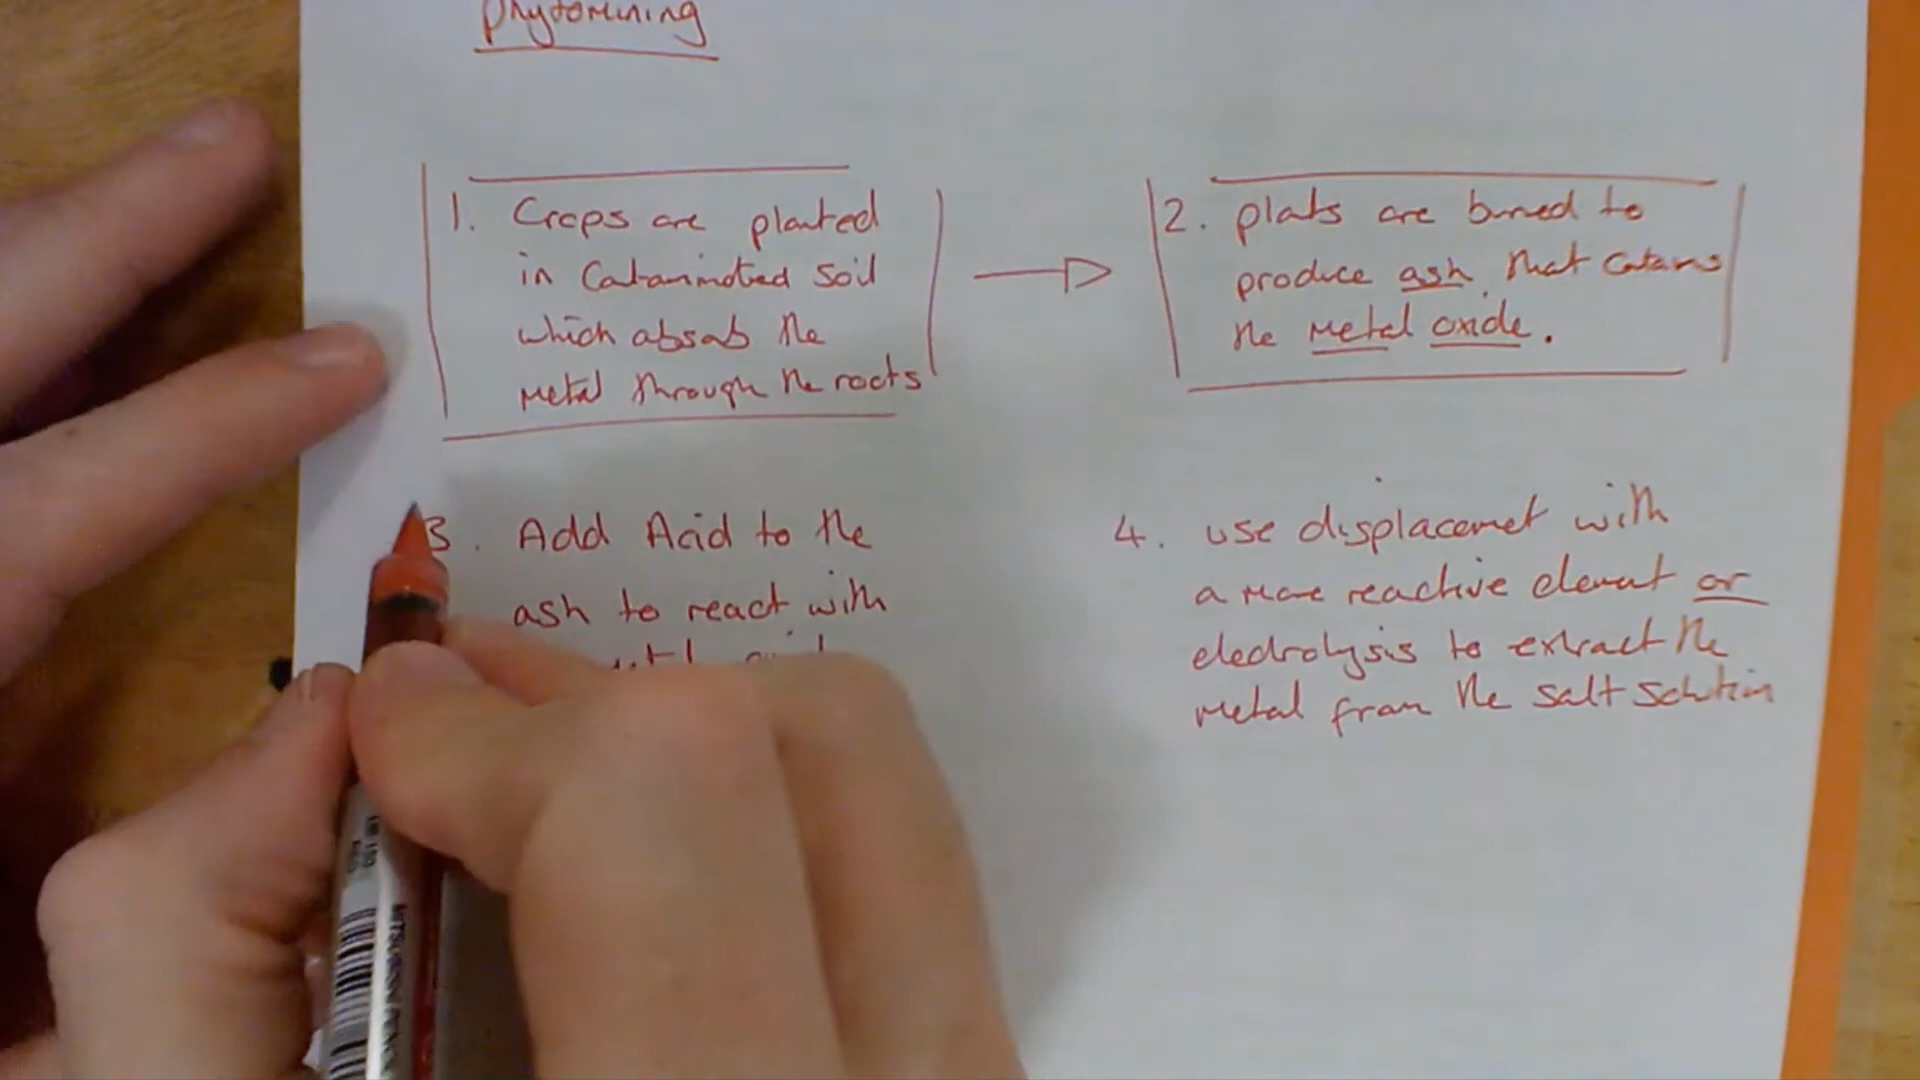 phytomining
1. Crops are planted
in Contaminated Soil
which absorb the
metal through the roots
2. plants are burned to
produce ash that contains
the metal oxide.
3. Add Acid to the
ash to react with
4. use displacement with
a more reactive element or
electrolysis to extract the
metal from the salt solution